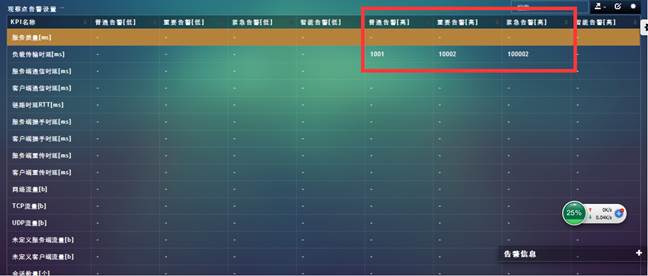 观察点告警设置
KPI名称 普通告警[低] 重要告警[低] 紧急告警[低] 智能告警[低] 普通告警[高] 重要告警[高] 紧急告警[高] 智能告警[高]
服务质量[ms] - - - - - - - -
负载传输时延[ms] - - - - 1001 10002 100002 -
服务端通信时延[ms] - - - - - - - -
客户端通信时延[ms] - - - - - - - -
链路时延RTT[ms] - - - - - - - -
服务端握手时延[ms] - - - - - - - -
客户端握手时延[ms] - - - - - - - -
服务端重传时延[ms] - - - - - - - -
客户端重传时延[ms] - - - - - - - -
网络流量[b] - - - - - - - -
TCP流量[b] - - - - - - -
UDP流量[b] - - - - - - -
未定义服务端流量[b] - - - - - - -
未定义客户端流量[b] - - - - -
会话数量[个] - - - - -
25%
0K/s
0.04K/s
告警信息